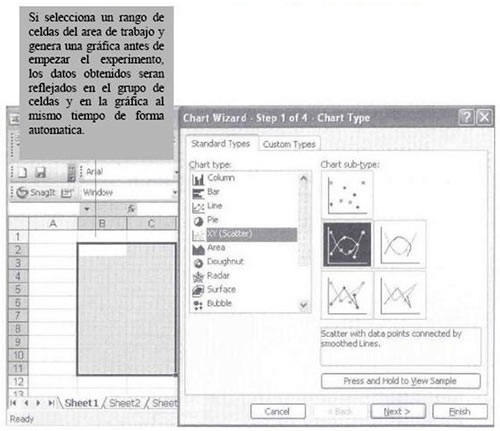 Si selecciona un rango de
celdas del area de trabajo y
genera una gráfica antes de
empezar el experimento,
los datos obtenidos seran
reflejados en el grupo de
celdas y en la gráfica al
mismo tiempo de forma
automatica.
Chart Wizard - Step 1 of 4 - Chart Type
Standard Types
Custom Types
Chart type:
Chart sub-type:
Column
Bar
Line
Pie
XY (Scatter)
Area
Doughnut
Radar
Surface
Bubble
Scatter with data points connected by
smoothed Lines.
Press and Hold to View Sample
Cancel
< Back
Next >
Finish
Arial
SnagIt
Window
fx
A B C
1
2
3
4
5
6
7
8
9
10
11
12
13
Sheet1 / Sheet2 / Sheet
Ready